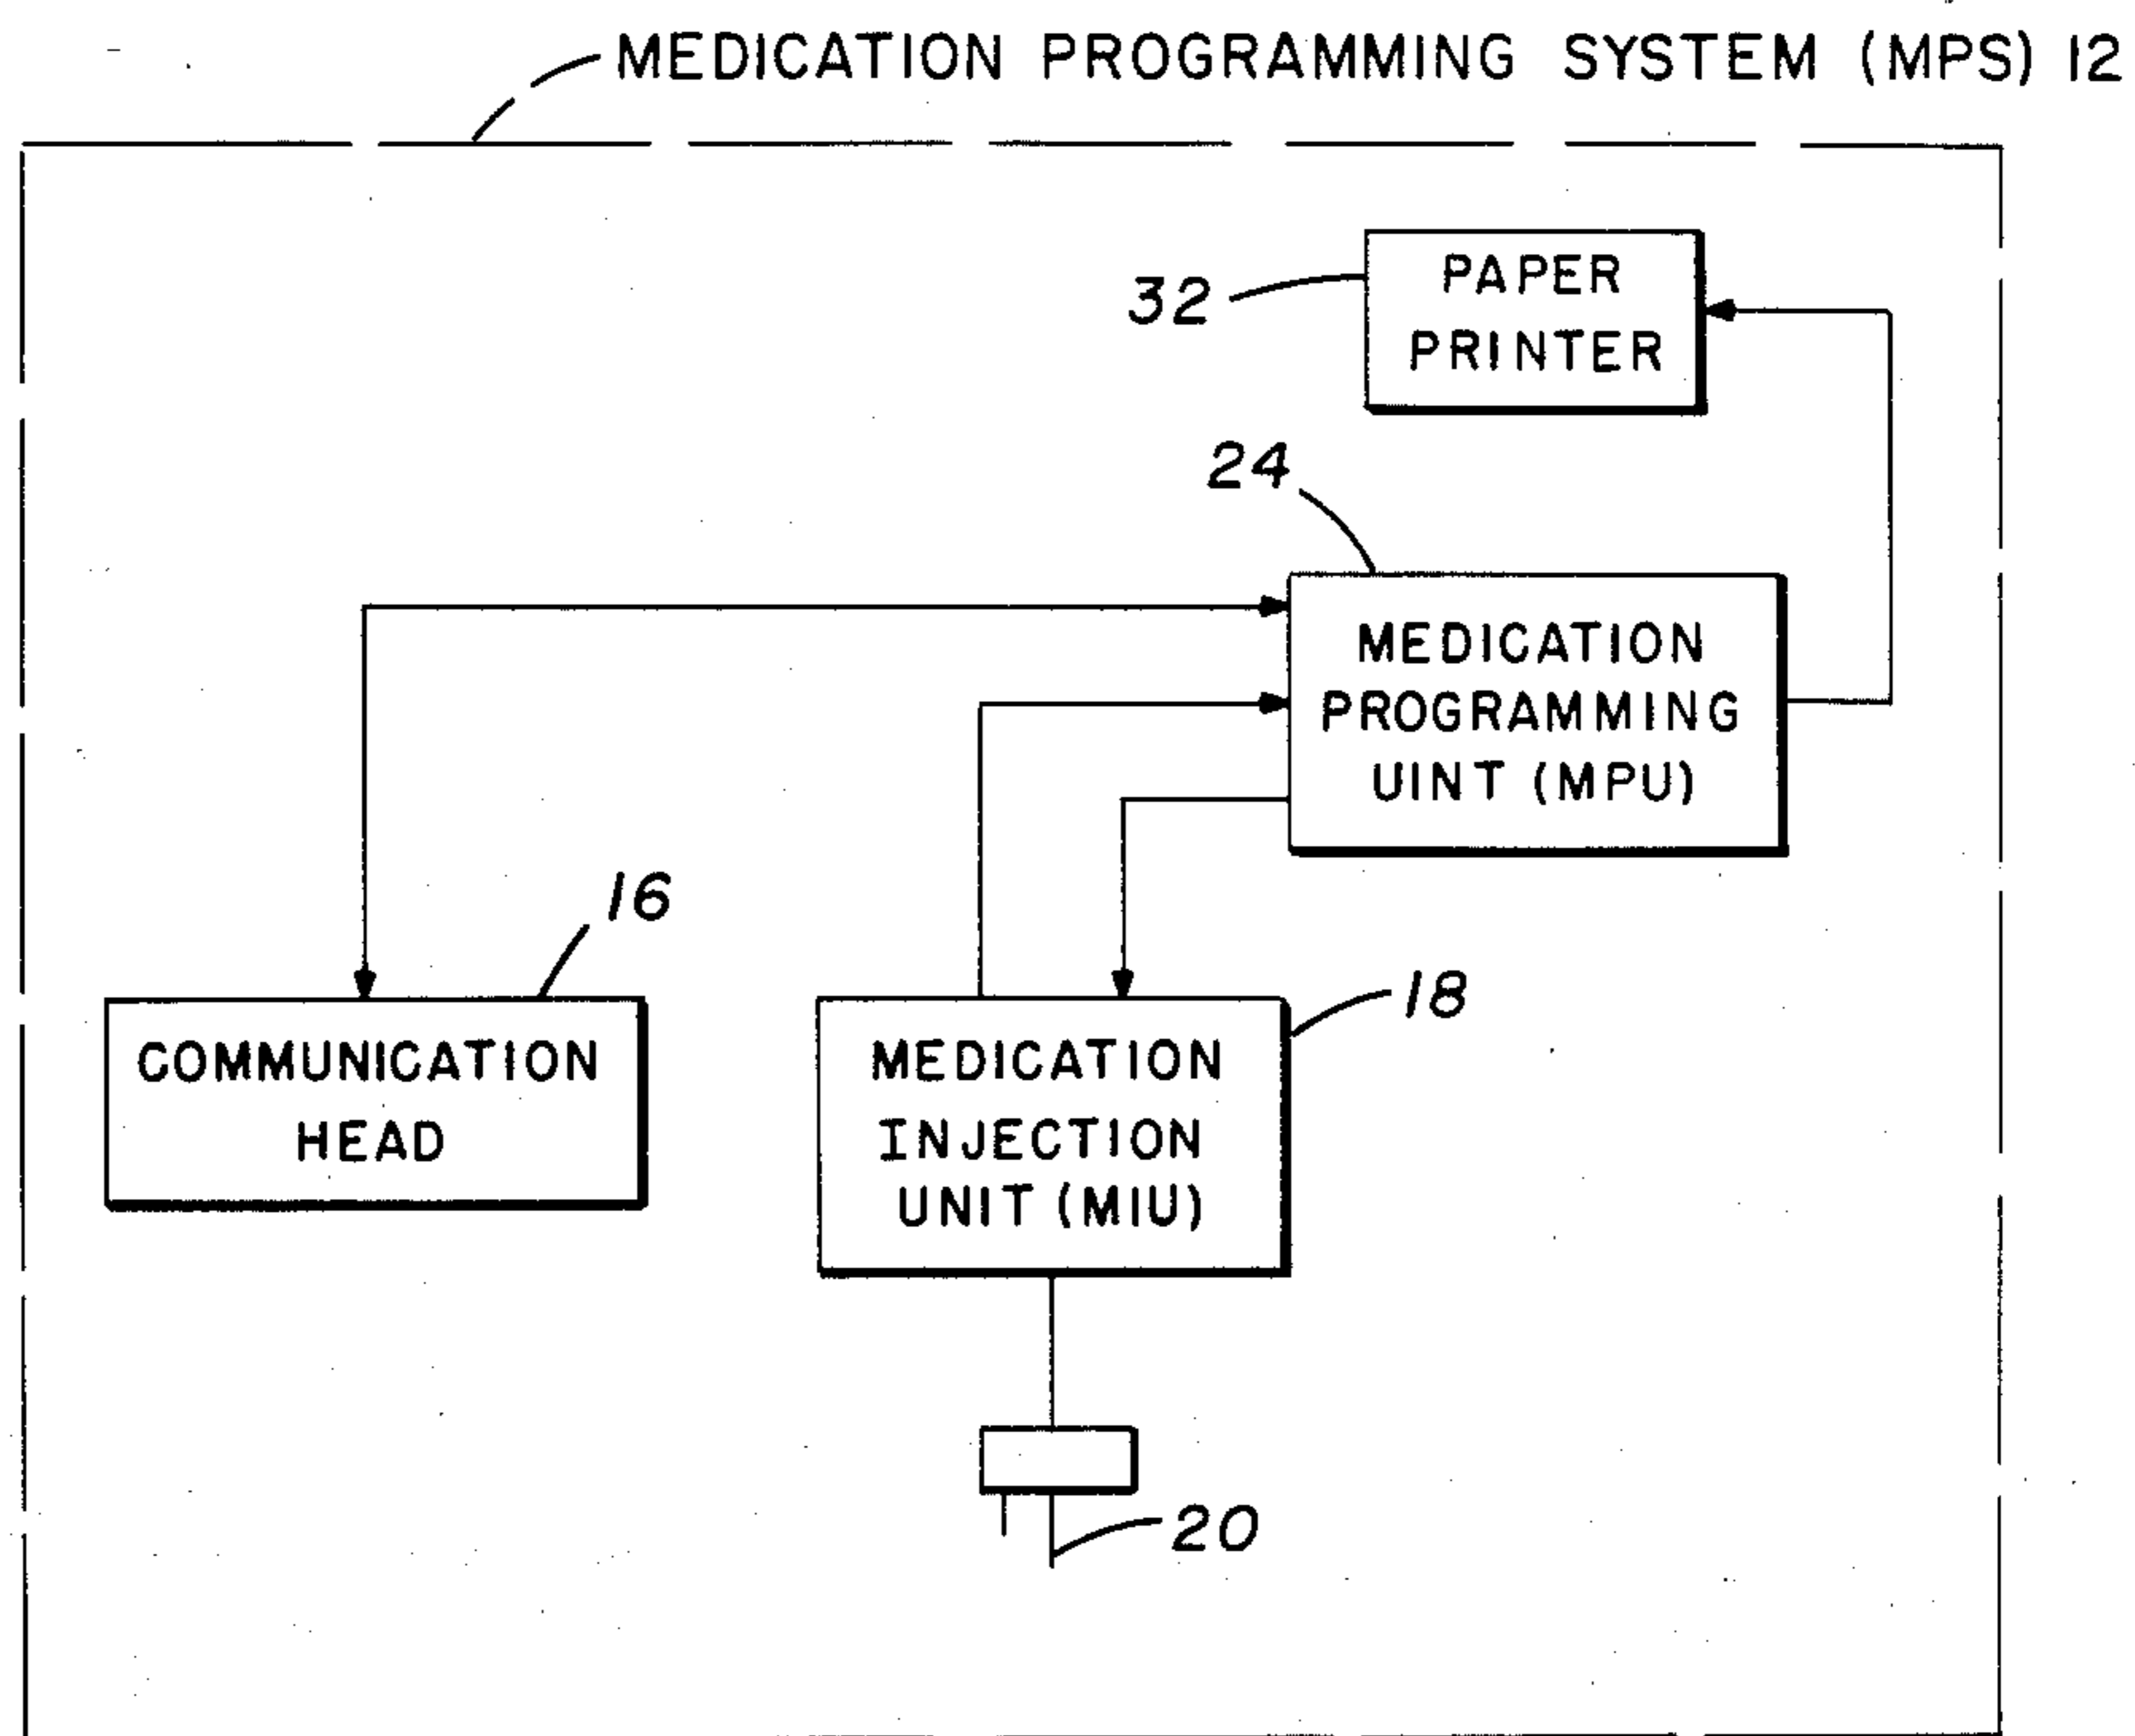 MEDICATION PROGRAMMING SYSTEM (MPS) 12
32
PAPER
PRINTER
24
MEDICATION
PROGRAMMING
UINT (MPU)
16
COMMUNICATION
HEAD
18
MEDICATION
INJECTION
UNIT (MIU)
20